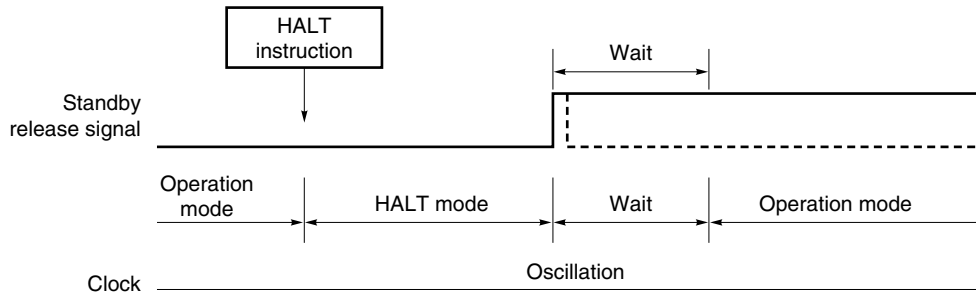 HALT
instruction
Wait
Standby
release signal
Operation
mode
HALT mode
Wait
Operation mode
Oscillation
Clock